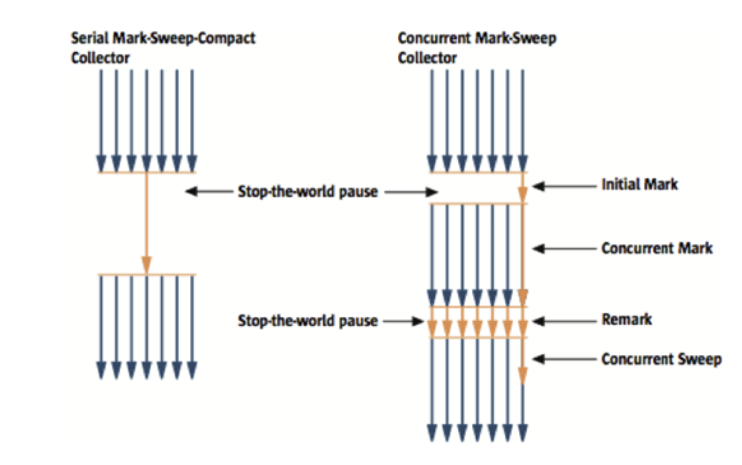 Serial Mark-Sweep-Compact
Collector
Concurrent Mark-Sweep
Collector
Stop-the-world pause
Initial Mark
Concurrent Mark
Stop-the-world pause
Remark
Concurrent Sweep